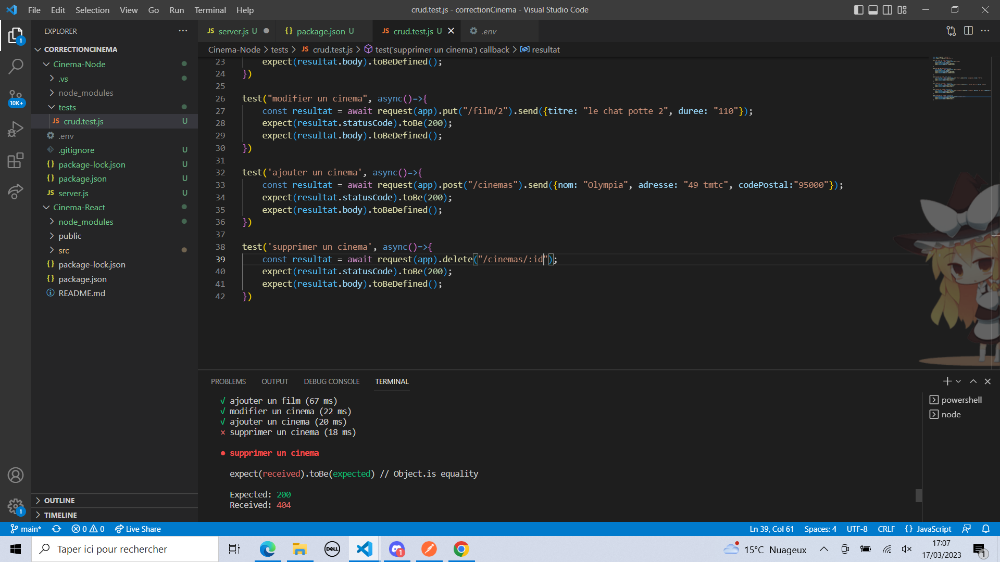 File Edit Selection View Go Run Terminal Help
crud.test.js - correctionCinema - Visual Studio Code
EXPLORER
JS server.js U
{} package.json U
JS crud.test.js U
.env
CORRECTIONCINEMA
Cinema-Node
.vs
node_modules
tests
JS crud.test.js U
.env
.gitignore U
{} package-lock.json U
{} package.json U
JS server.js U
Cinema-React
node_modules
public
src
{} package-lock.json
{} package.json
README.md
OUTLINE
TIMELINE
1
10K+
1
Cinema-Node > tests > JS crud.test.js > test('supprimer un cinema') callback > resultat
23 expect(resultat.body).toBeDefined();
24 })
25
26 test("modifier un cinema", async()=>{
27 const resultat = await request(app).put("/film/2").send({titre: "le chat potte 2", duree: "110"});
28 expect(resultat.statusCode).toBe(200);
29 expect(resultat.body).toBeDefined();
30 })
31
32 test('ajouter un cinema', async()=>{
33 const resultat = await request(app).post("/cinemas").send({nom: "Olympia", adresse: "49 tmtc", codePostal:"95000"});
34 expect(resultat.statusCode).toBe(200);
35 expect(resultat.body).toBeDefined();
36 })
37
38 test('supprimer un cinema', async()=>{
39 const resultat = await request(app).delete("/cinemas/:id");
40 expect(resultat.statusCode).toBe(200);
41 expect(resultat.body).toBeDefined();
42 })
PROBLEMS OUTPUT DEBUG CONSOLE TERMINAL
√ ajouter un film (67 ms)
√ modifier un cinema (22 ms)
√ ajouter un cinema (20 ms)
× supprimer un cinema (18 ms)
● supprimer un cinema
expect(received).toBe(expected) // Object.is equality
Expected: 200
Received: 404
powershell
node
main* 0 0 Live Share
Ln 39, Col 61 Spaces: 4 UTF-8 CRLF {} JavaScript
Taper ici pour rechercher
DELL
1
15°C Nuageux
17:07
17/03/2023
1